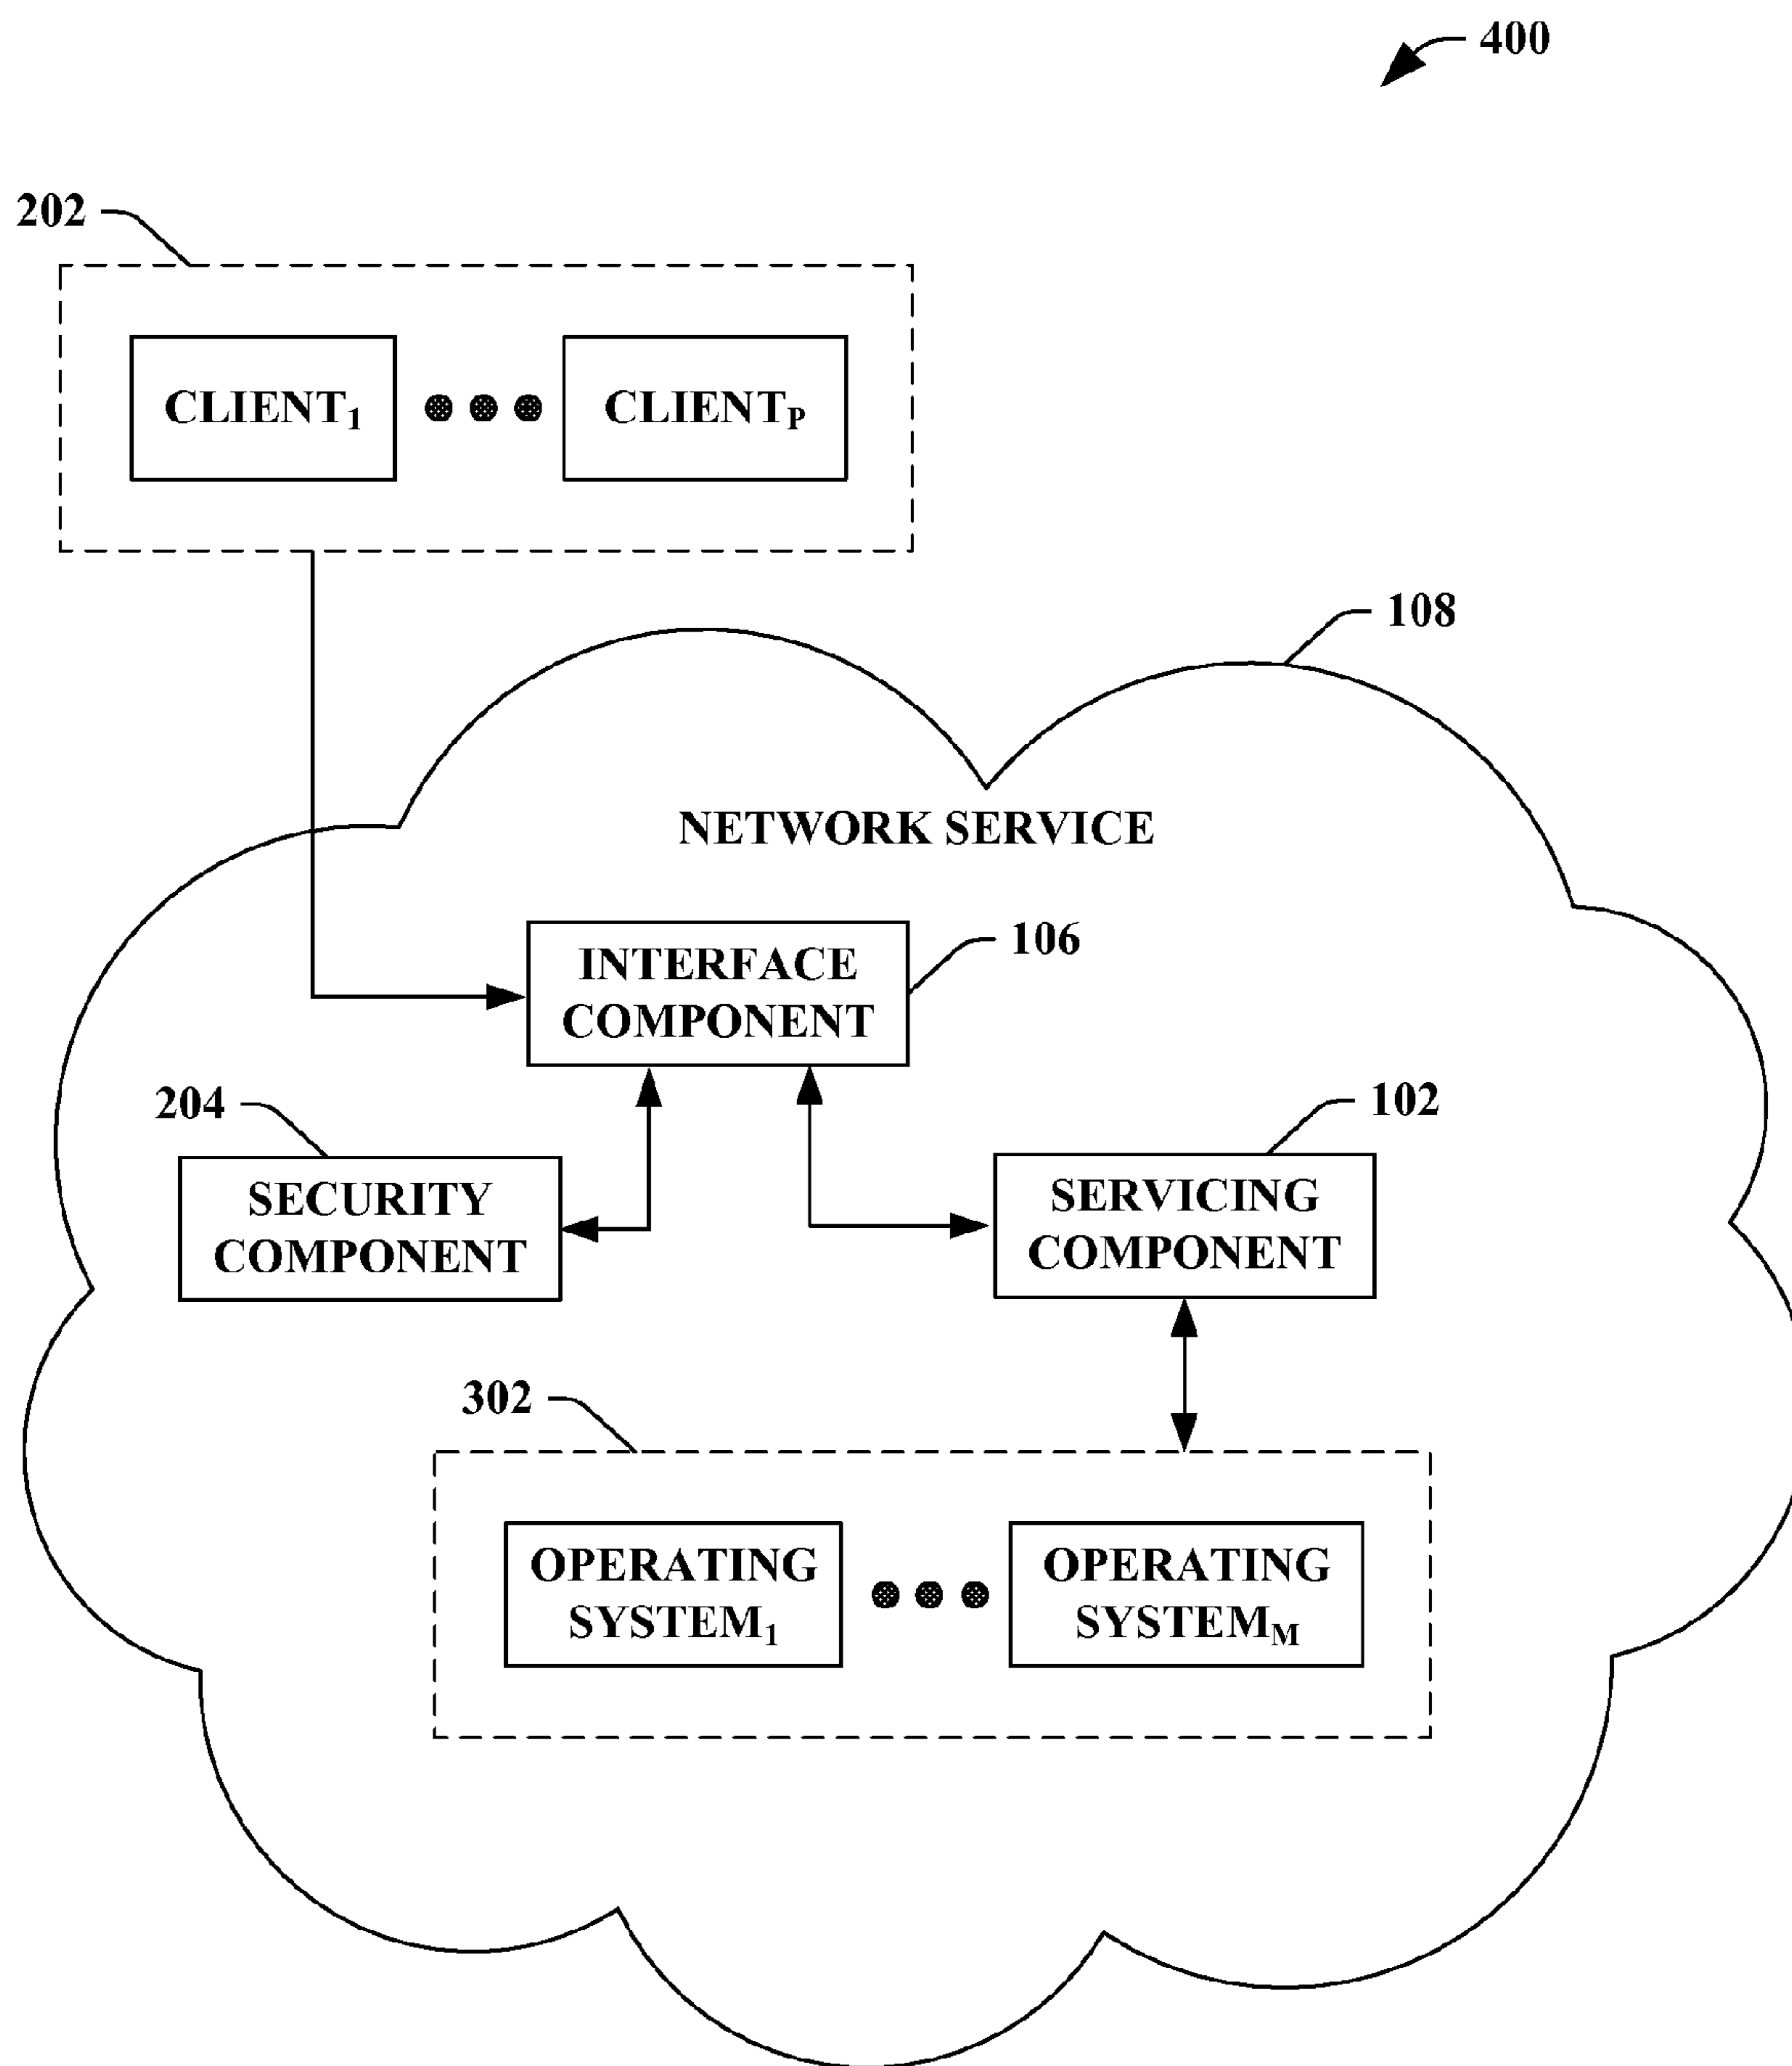 400
202
CLIENT₁ CLIENTₚ
108
NETWORK SERVICE
106
INTERFACE
COMPONENT
204
102
SECURITY
COMPONENT
SERVICING
COMPONENT
302
OPERATING
SYSTEM₁
OPERATING
SYSTEM_M